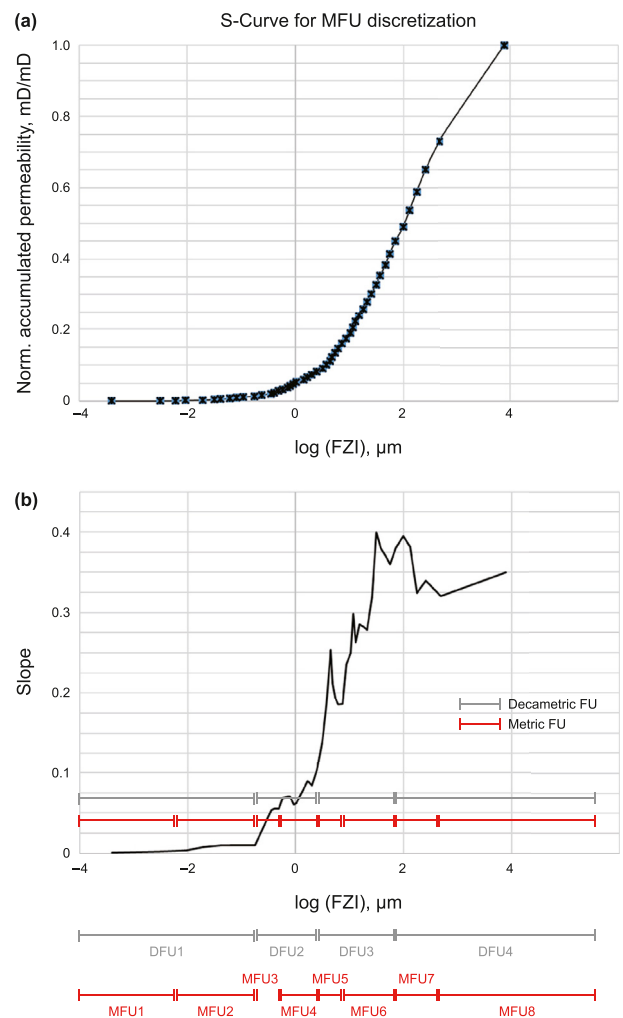 (a)
S-Curve for MFU discretization
Norm. accumulated permeability, mD/mD
1.0
0.8
0.6
0.4
0.2
0
−4
−2
0
2
4
log (FZI), µm
(b)
Slope
0.4
0.3
0.2
0.1
0
Decametric FU
Metric FU
−4
−2
0
2
4
log (FZI), µm
DFU1
DFU2
DFU3
DFU4
MFU3
MFU5
MFU7
MFU1
MFU2
MFU4
MFU6
MFU8